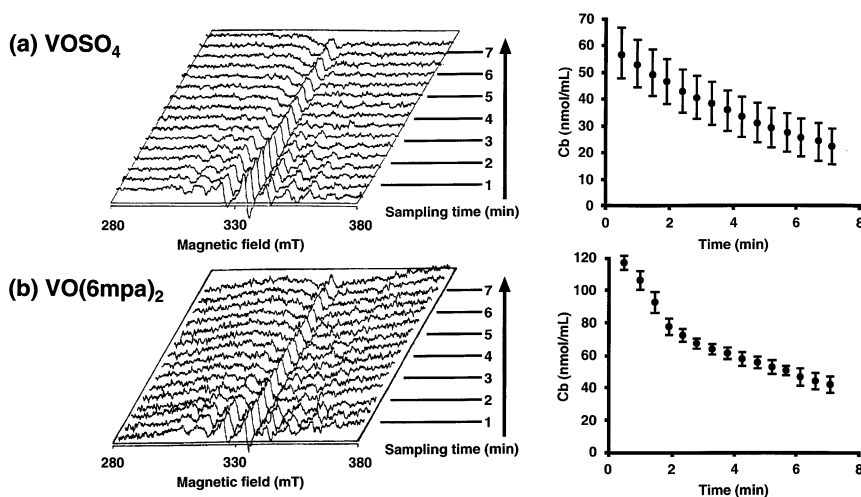 (a) VOSO4
7
6
5
4
3
2
1
Sampling time (min)
280 330 380
Magnetic field (mT)
70
60
50
40
30
20
10
0
Cb (nmol/mL)
0 2 4 6 8
Time (min)
(b) VO(6mpa)2
7
6
5
4
3
2
1
Sampling time (min)
280 330 380
Magnetic field (mT)
120
100
80
60
40
20
0
Cb (nmol/mL)
0 2 4 6 8
Time (min)